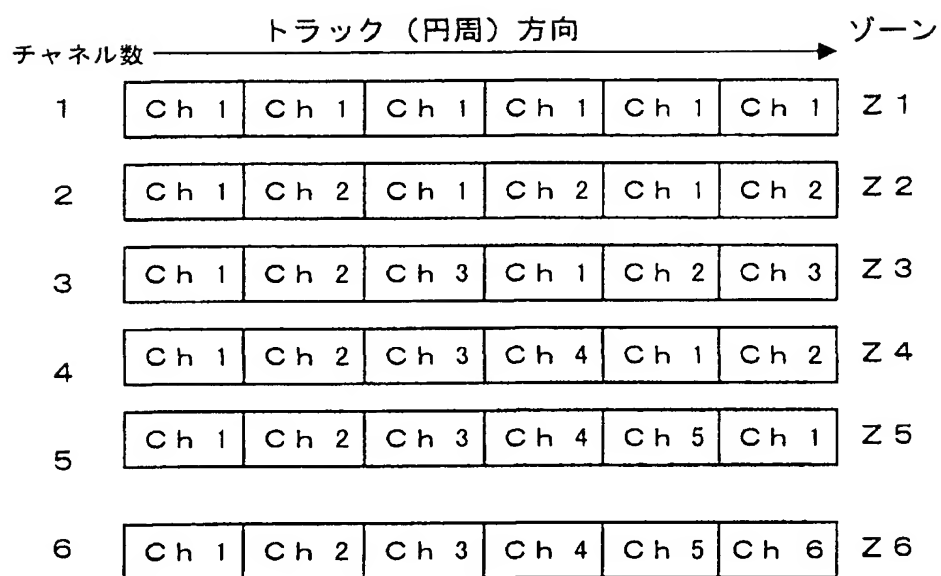 トラック（円周）方向 ゾーン
チャネル数
1 Ch 1 Ch 1 Ch 1 Ch 1 Ch 1 Ch 1 Z 1
2 Ch 1 Ch 2 Ch 1 Ch 2 Ch 1 Ch 2 Z 2
3 Ch 1 Ch 2 Ch 3 Ch 1 Ch 2 Ch 3 Z 3
4 Ch 1 Ch 2 Ch 3 Ch 4 Ch 1 Ch 2 Z 4
5 Ch 1 Ch 2 Ch 3 Ch 4 Ch 5 Ch 1 Z 5
6 Ch 1 Ch 2 Ch 3 Ch 4 Ch 5 Ch 6 Z 6